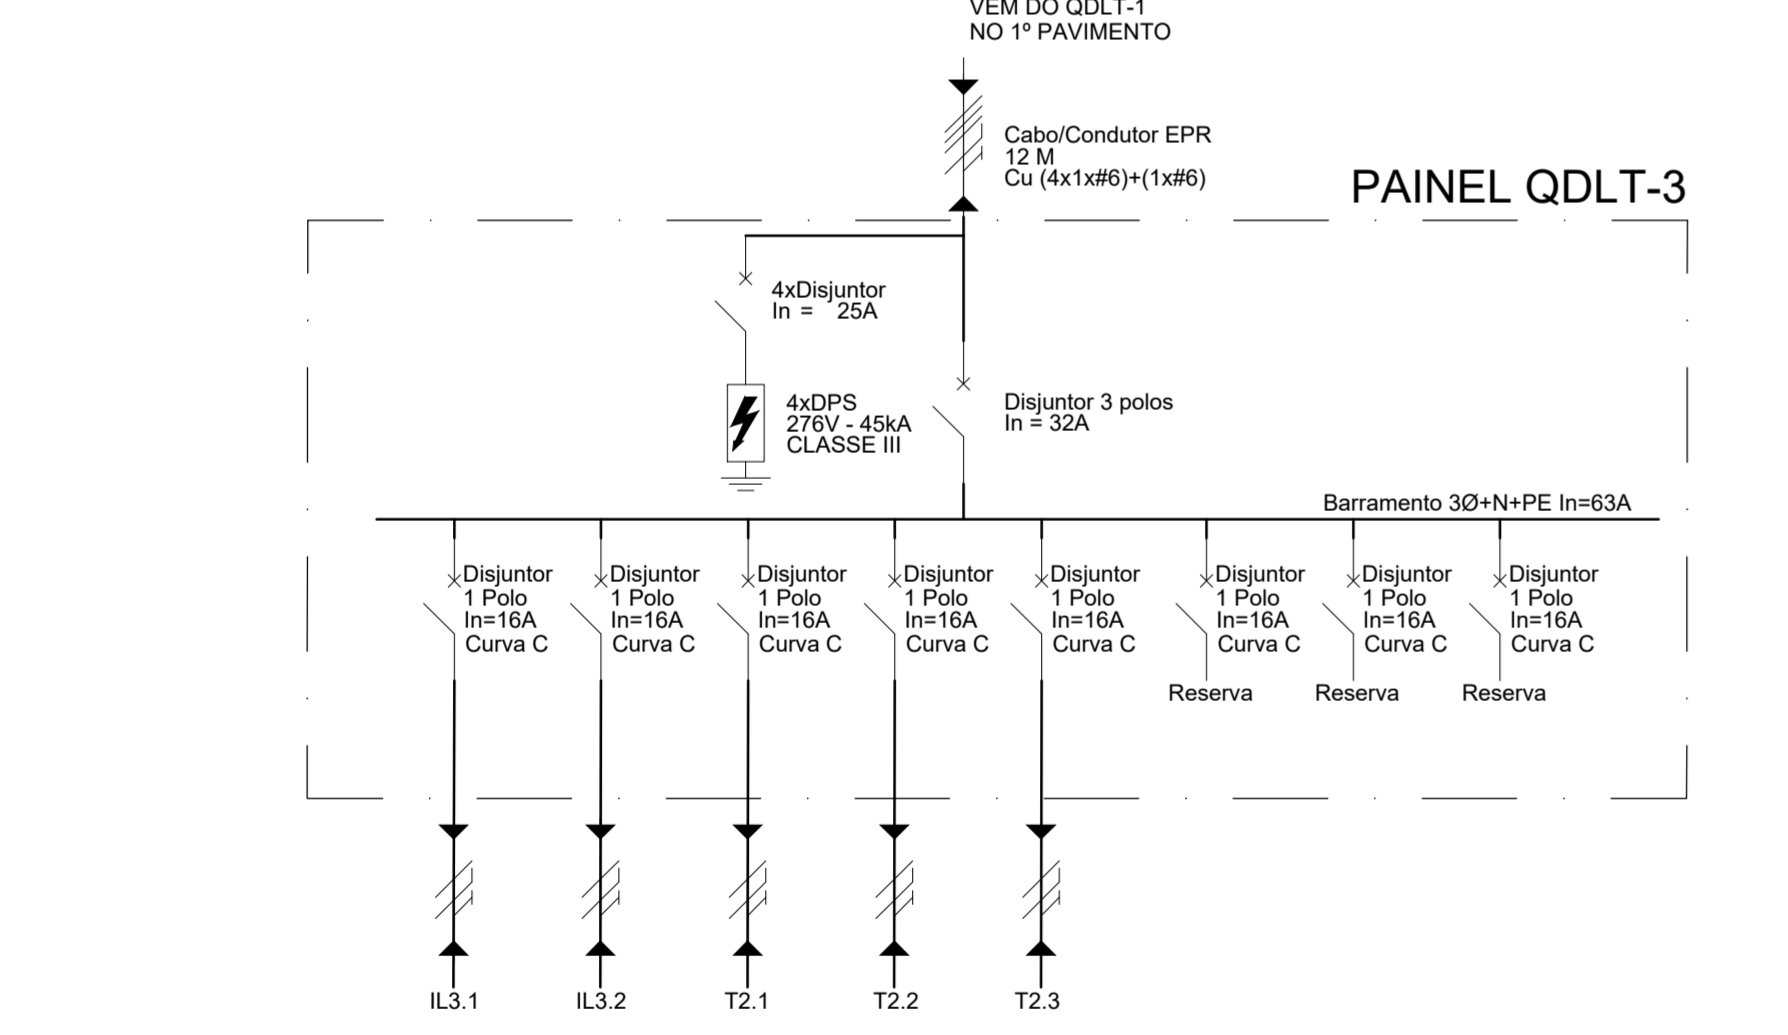 VEM DO QDLT-1
NO 1º PAVIMENTO
Cabo/Condutor EPR
12 M
Cu (4x1x#6)+(1x#6)
PAINEL QDLT-3
4xDisjuntor
In = 25A
4xDPS
276V - 45kA
CLASSE III
Disjuntor 3 polos
In = 32A
Barramento 3Ø+N+PE In=63A
Disjuntor
1 Polo
In=16A
Curva C
Disjuntor
1 Polo
In=16A
Curva C
Disjuntor
1 Polo
In=16A
Curva C
Disjuntor
1 Polo
In=16A
Curva C
Disjuntor
1 Polo
In=16A
Curva C
Disjuntor
1 Polo
In=16A
Curva C
Reserva
Disjuntor
1 Polo
In=16A
Curva C
Reserva
Disjuntor
1 Polo
In=16A
Curva C
Reserva
IL3.1
IL3.2
T2.1
T2.2
T2.3